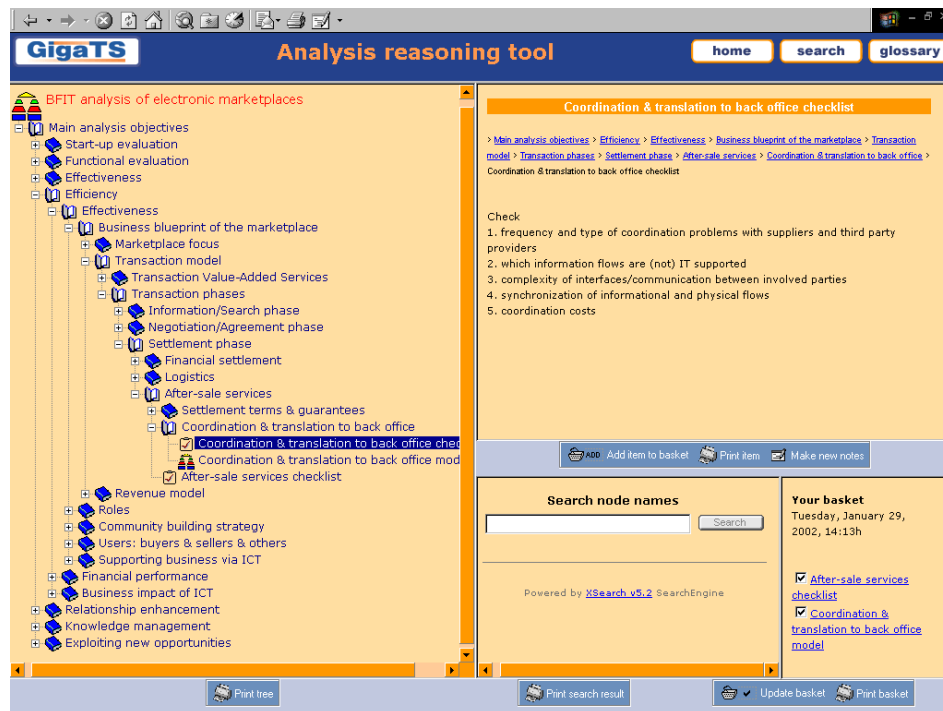 GigaTS
Analysis reasoning tool
home
search
glossary
BFIT analysis of electronic marketplaces
Main analysis objectives
Start-up evaluation
Functional evaluation
Effectiveness
Efficiency
Effectiveness
Business blueprint of the marketplace
Marketplace focus
Transaction model
Transaction Value-Added Services
Transaction phases
Information/Search phase
Negotiation/Agreement phase
Settlement phase
Financial settlement
Logistics
After-sale services
Settlement terms & guarantees
Coordination & translation to back office
Coordination & translation to back office chec
Coordination & translation to back office mod
After-sale services checklist
Revenue model
Roles
Community building strategy
Users: buyers & sellers & others
Supporting business via ICT
Financial performance
Business impact of ICT
Relationship enhancement
Knowledge management
Exploiting new opportunities
Print tree
Coordination & translation to back office checklist
> Main analysis objectives > Efficiency > Effectiveness > Business blueprint of the marketplace > Transaction
model > Transaction phases > Settlement phase > After-sale services > Coordination & translation to back office >
Coordination & translation to back office checklist
Check
1. frequency and type of coordination problems with suppliers and third party
providers
2. which information flows are (not) IT supported
3. complexity of interfaces/communication between involved parties
4. synchronization of informational and physical flows
5. coordination costs
ADD Add item to basket Print item Make new notes
Search node names
Search
Powered by XSearch v5.2 SearchEngine
Print search result
Your basket
Tuesday, January 29,
2002, 14:13h
After-sale services
checklist
Coordination &
translation to back office
model
Update basket Print basket